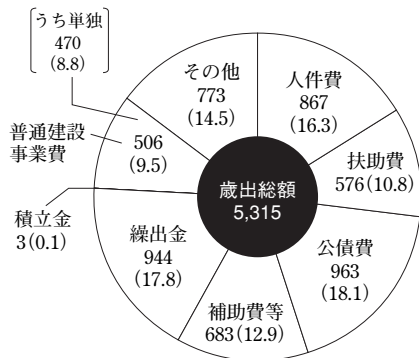 うち単独
470
(8.8)
その他
773
(14.5)
人件費
867
(16.3)
普通建設
事業費
506
(9.5)
扶助費
576(10.8)
歳出総額
5,315
積立金
3(0.1)
繰出金
944
(17.8)
公債費
963
(18.1)
補助費等
683(12.9)